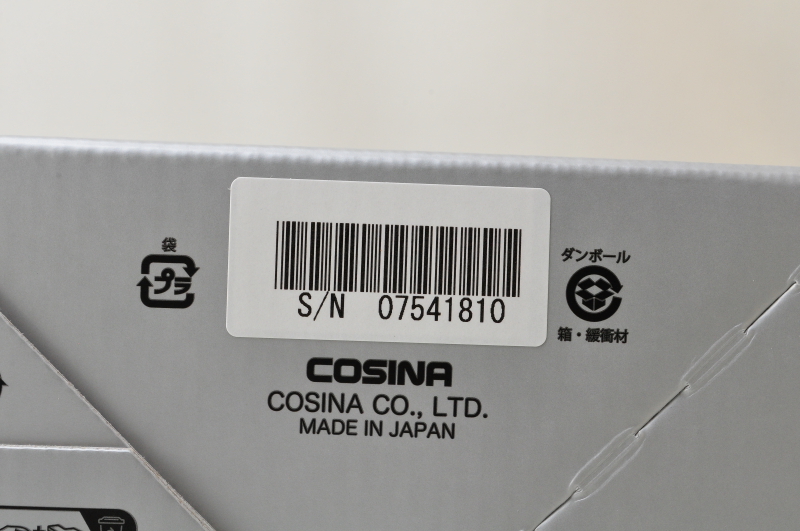 袋
プラ
S/N 07541810
ダンボール
箱・緩衝材
COSINA
COSINA CO., LTD.
MADE IN JAPAN